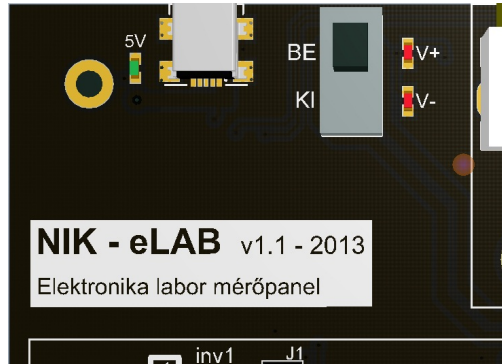 5V
BE
V+
KI
V-
NIK - eLAB v1.1 - 2013
Elektronika labor mérőpanel
inv1
J1